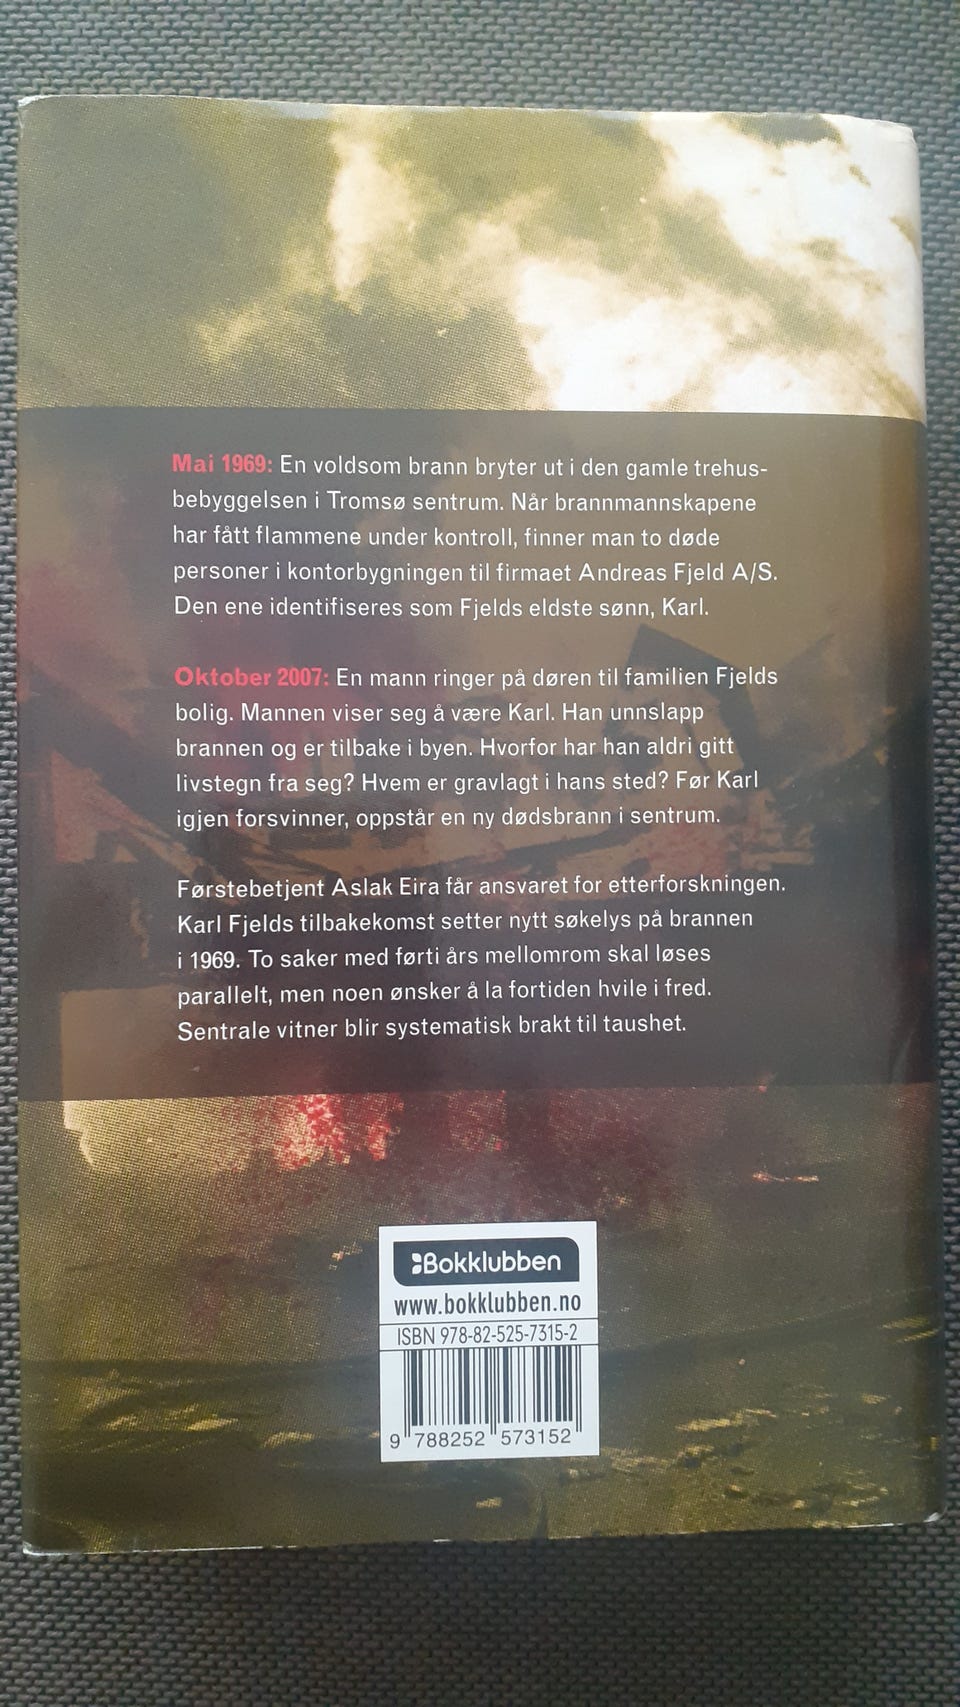 Mai 1969: En voldsom brann bryter ut i den gamle trehus-
bebyggelsen i Tromsø sentrum. Når brannmannskapene
har fått flammene under kontroll, finner man to døde
personer i kontorbygningen til firmaet Andreas Fjeld A/S.
Den ene identifiseres som Fjelds eldste sønn, Karl.
Oktober 2007: En mann ringer på døren til familien Fjelds
bolig. Mannen viser seg å være Karl. Han unnslapp
brannen og er tilbake i byen. Hvorfor har han aldri gitt
livstegn fra seg? Hvem er gravlagt i hans sted? Før Karl
igjen forsvinner, oppstår en ny dødsbrann i sentrum.
Førstebetjent Aslak Eira får ansvaret for etterforskningen.
Karl Fjelds tilbakekomst setter nytt søkelys på brannen
i 1969. To saker med førti års mellomrom skal løses
parallelt, men noen ønsker å la fortiden hvile i fred.
Sentrale vitner blir systematisk brakt til taushet.
Bokklubben
www.bokklubben.no
ISBN 978-82-525-7315-2
9 788252 573152